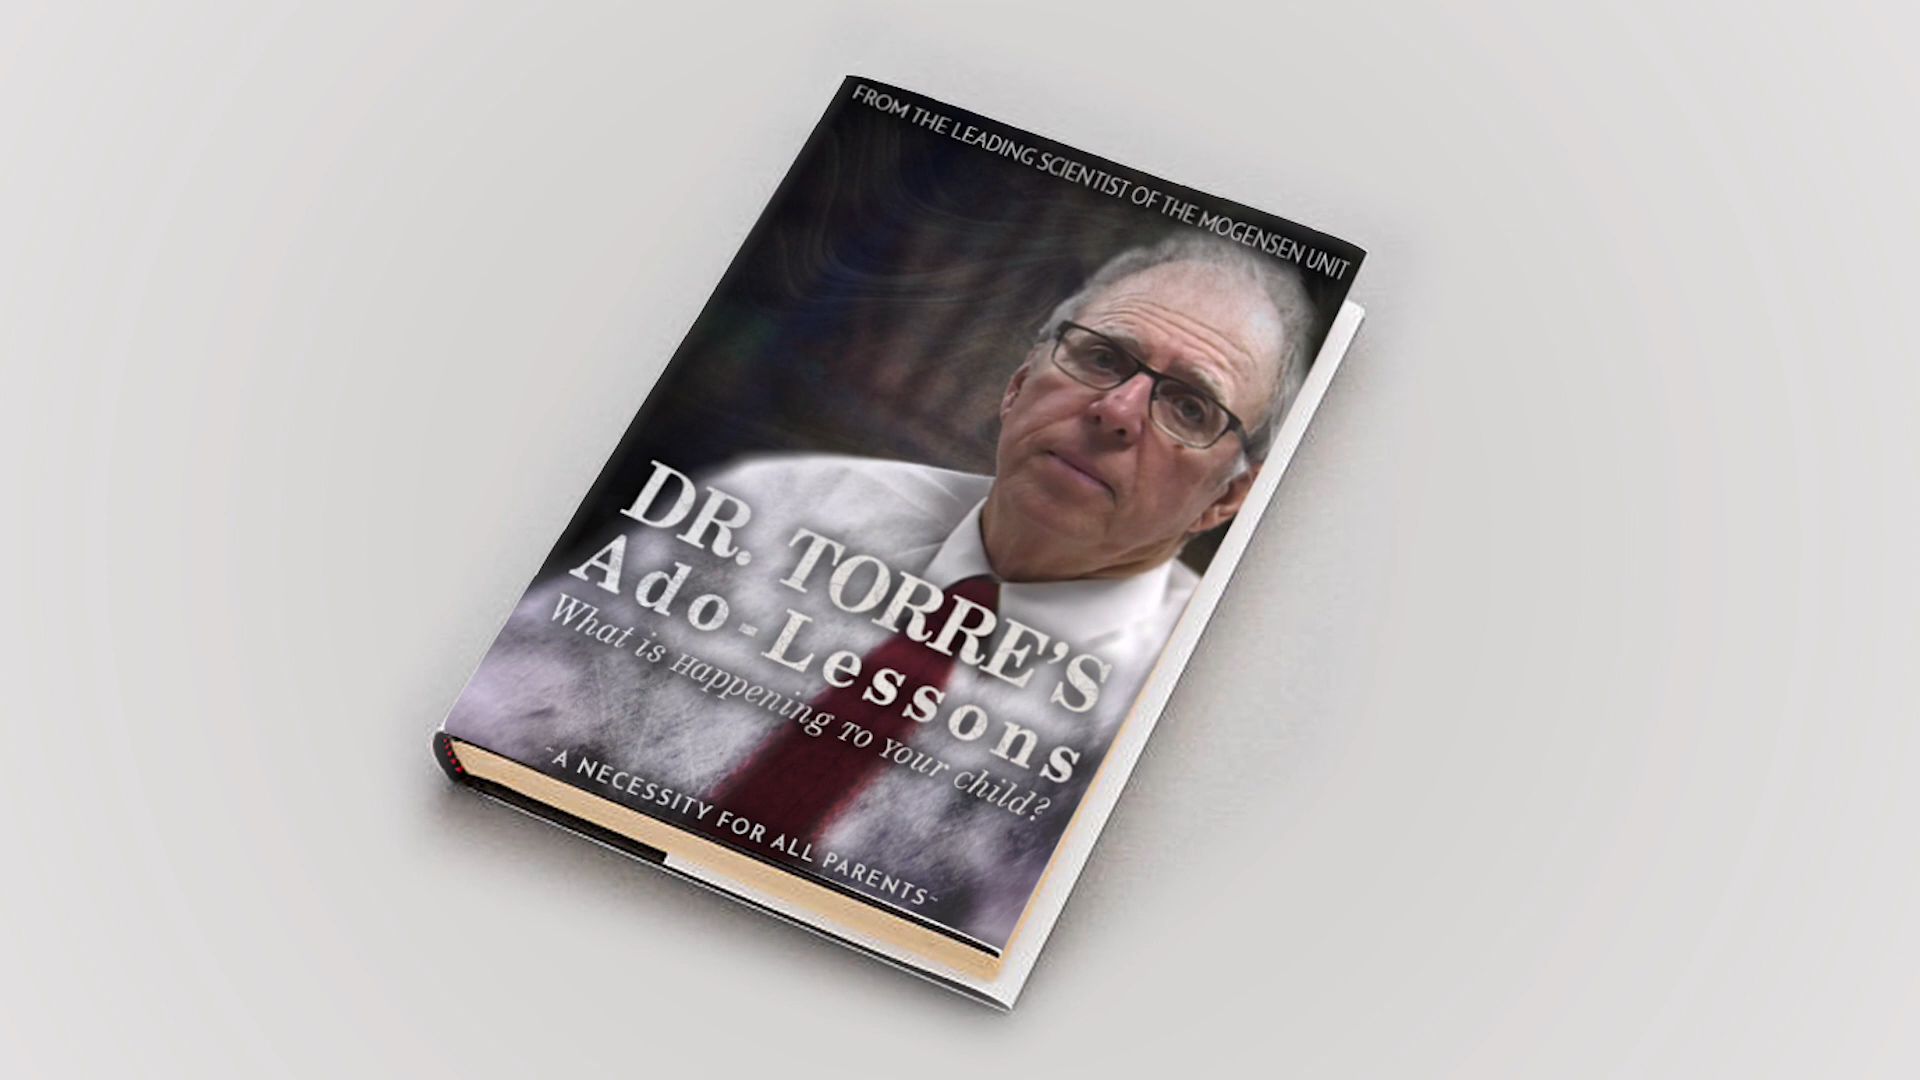 FROM THE LEADING SCIENTIST OF THE MOGENSEN UNIT
DR. TORRE'S
Ado-Lessons
What is Happening To Your Child?
-A NECESSITY FOR ALL PARENTS-